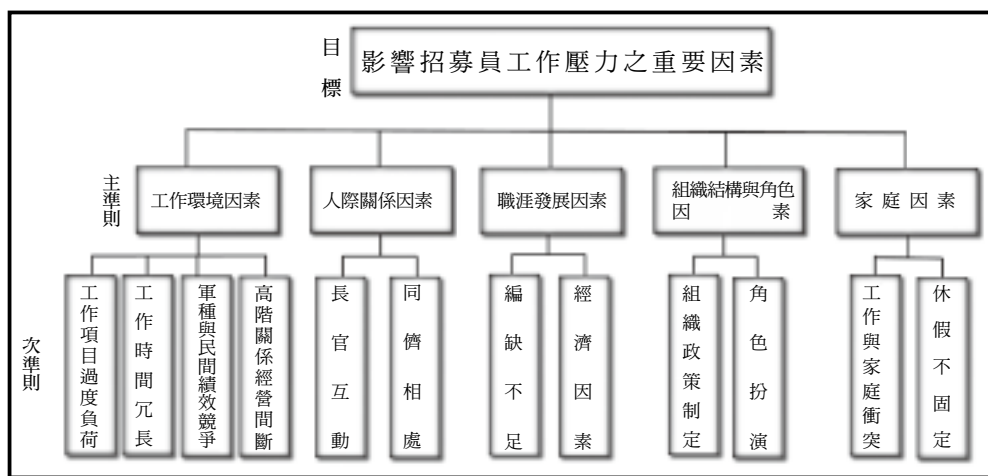 目標
影響招募員工作壓力之重要因素
主準則
工作環境因素
人際關係因素
職涯發展因素
組織結構與角色
因素
家庭因素
次準則
工作項目過度負荷
工作時間冗長
軍種與民間績效競爭
高階關係經營間斷
長官互動
同儕相處
編缺不足
經濟因素
組織政策制定
角色扮演
工作與家庭衝突
休假不固定